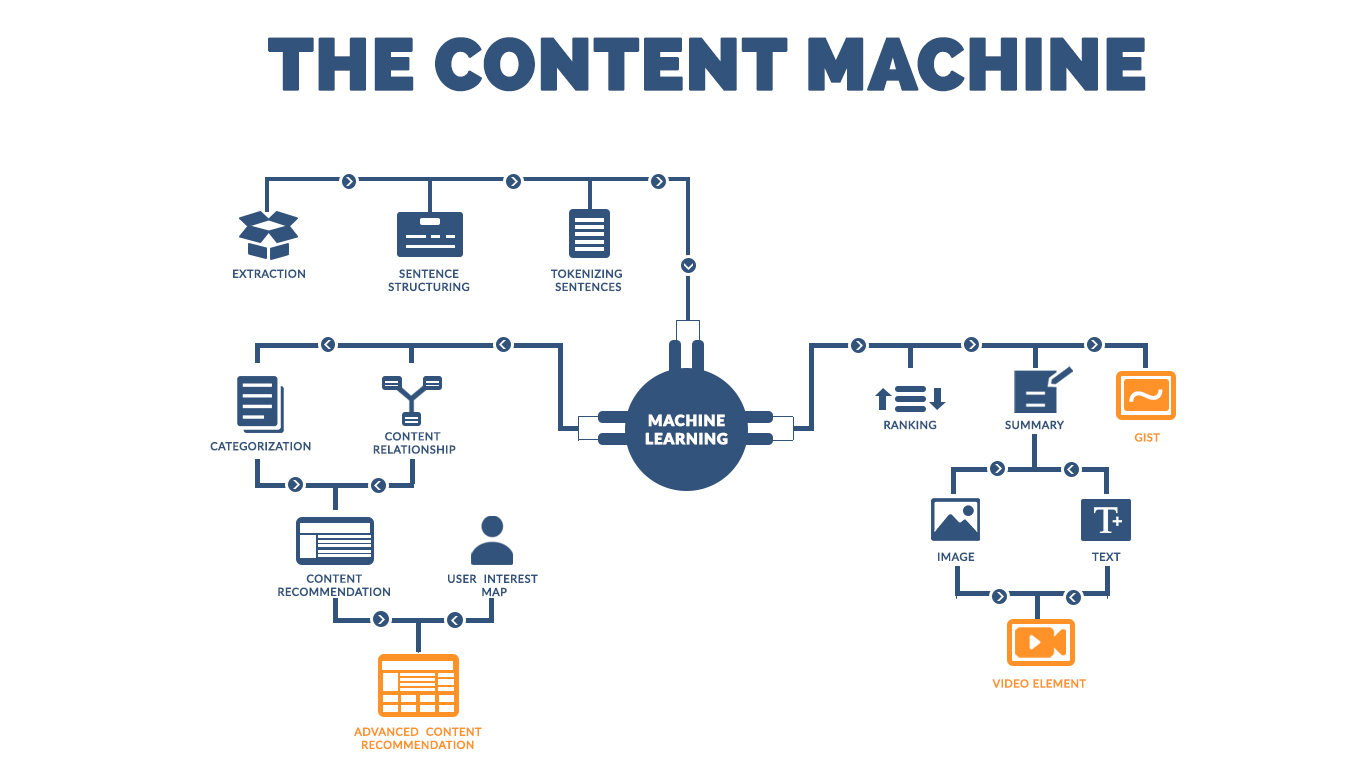 THE CONTENT MACHINE
EXTRACTION
SENTENCE
STRUCTURING
TOKENIZING
SENTENCES
MACHINE
LEARNING
CATEGORIZATION
CONTENT
RELATIONSHIP
CONTENT
RECOMMENDATION
USER INTEREST
MAP
ADVANCED CONTENT
RECOMMENDATION
RANKING
SUMMARY
GIST
T+
IMAGE
TEXT
VIDEO ELEMENT